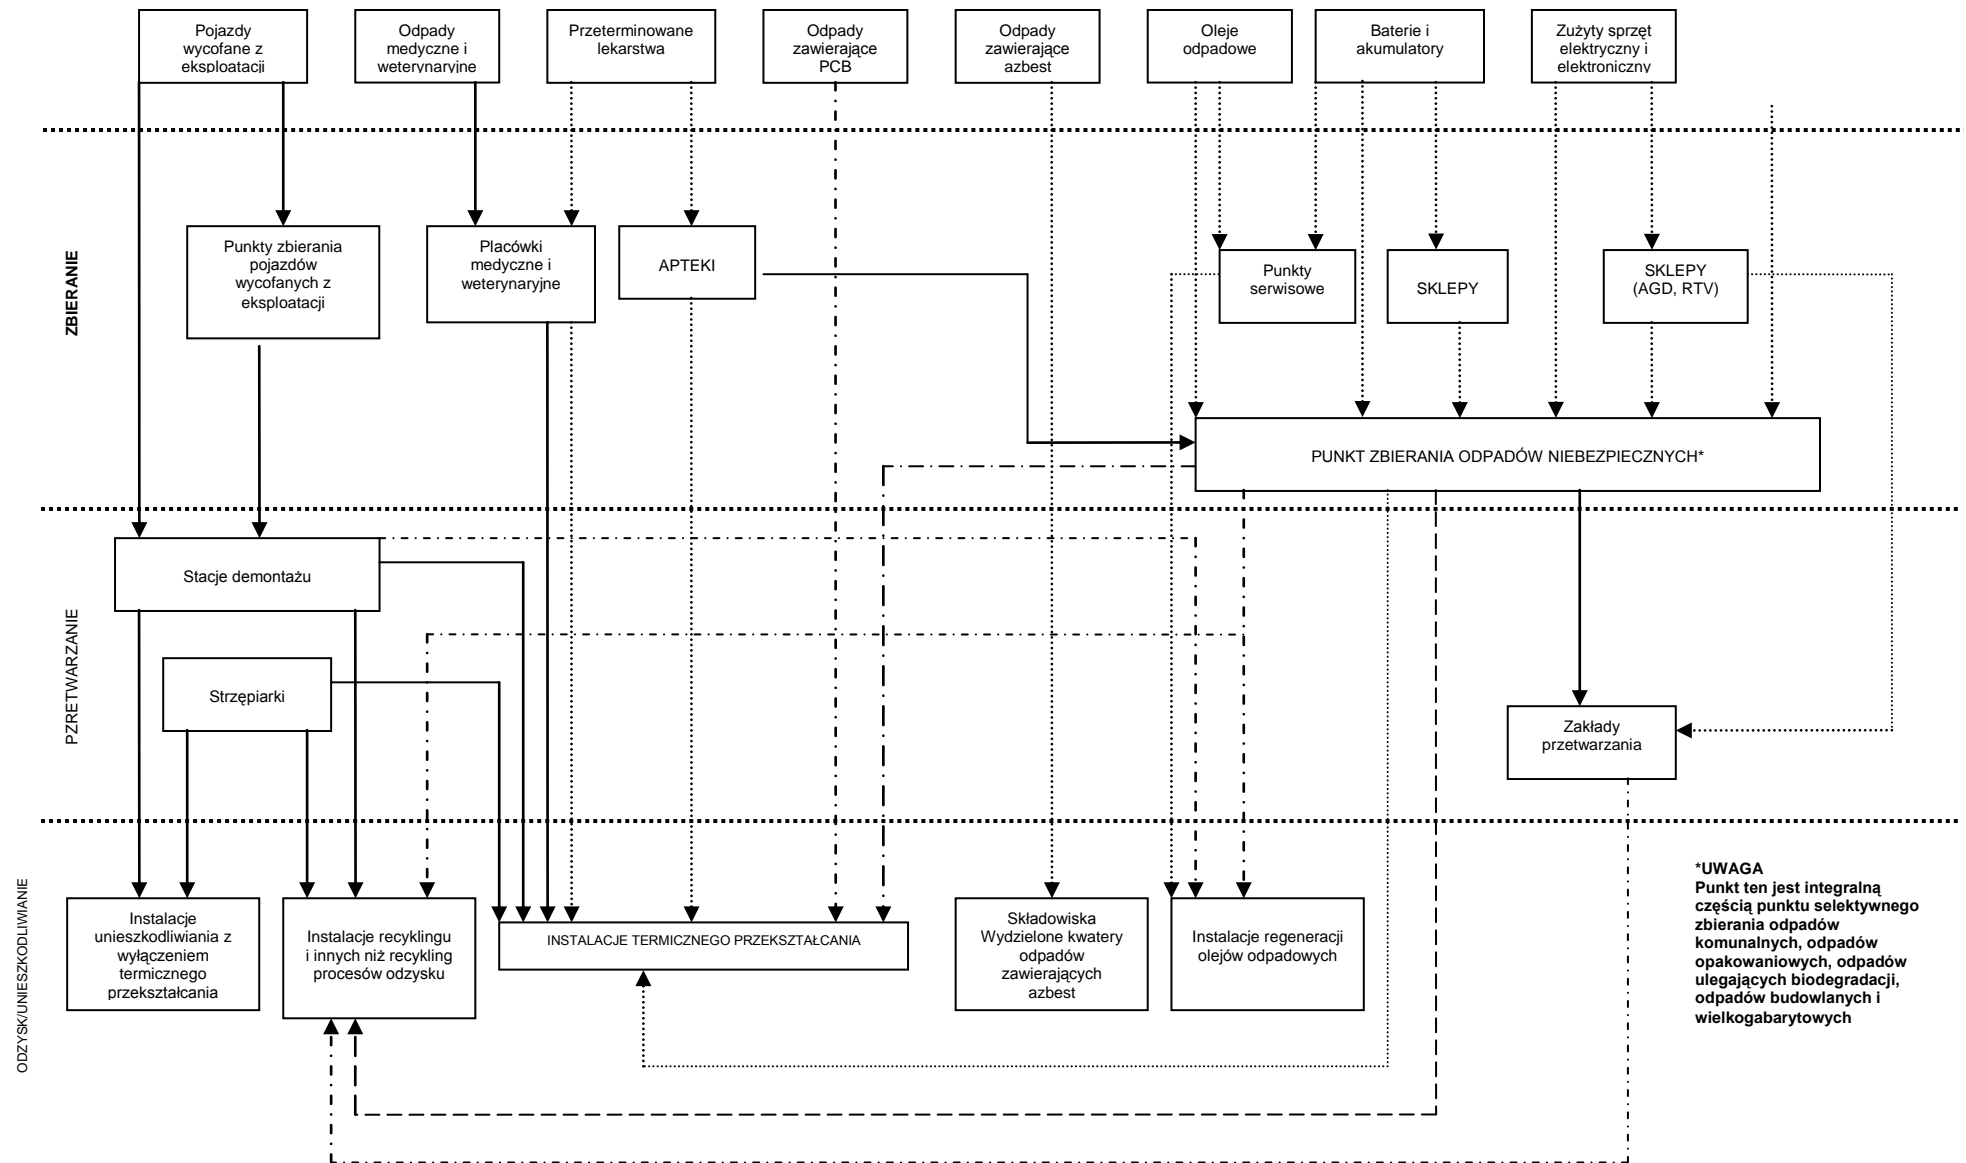 Pojazdy
wycofane z
eksploatacji
Odpady
medyczne i
weterynaryjne
Przeterminowane
lekarstwa
Odpady
zawierające
PCB
Odpady
zawierające
azbest
Oleje
odpadowe
Baterie i
akumulatory
Zużyty sprzęt
elektryczny i
elektroniczny
ZBIERANIE
Punkty zbierania
pojazdów
wycofanych z
eksploatacji
Placówki
medyczne i
weterynaryjne
APTEKI
Punkty
serwisowe
SKLEPY
SKLEPY
(AGD, RTV)
PUNKT ZBIERANIA ODPADÓW NIEBEZPIECZNYCH*
PZRETWARZANIE
Stacje demontażu
Strzępiarki
Zakłady
przetwarzania
ODZYSK/UNIESZKODLIWIANIE
Instalacje
unieszkodliwiania z
wyłączeniem
termicznego
przekształcania
Instalacje recyklingu
i innych niż recykling
procesów odzysku
INSTALACJE TERMICZNEGO PRZEKSZTAŁCANIA
Składowiska
Wydzielone kwatery
odpadów
zawierających
azbest
Instalacje regeneracji
olejów odpadowych
*UWAGA
Punkt ten jest integralną
częścią punktu selektywnego
zbierania odpadów
komunalnych, odpadów
opakowaniowych, odpadów
ulegających biodegradacji,
odpadów budowlanych i
wielkogabarytowych